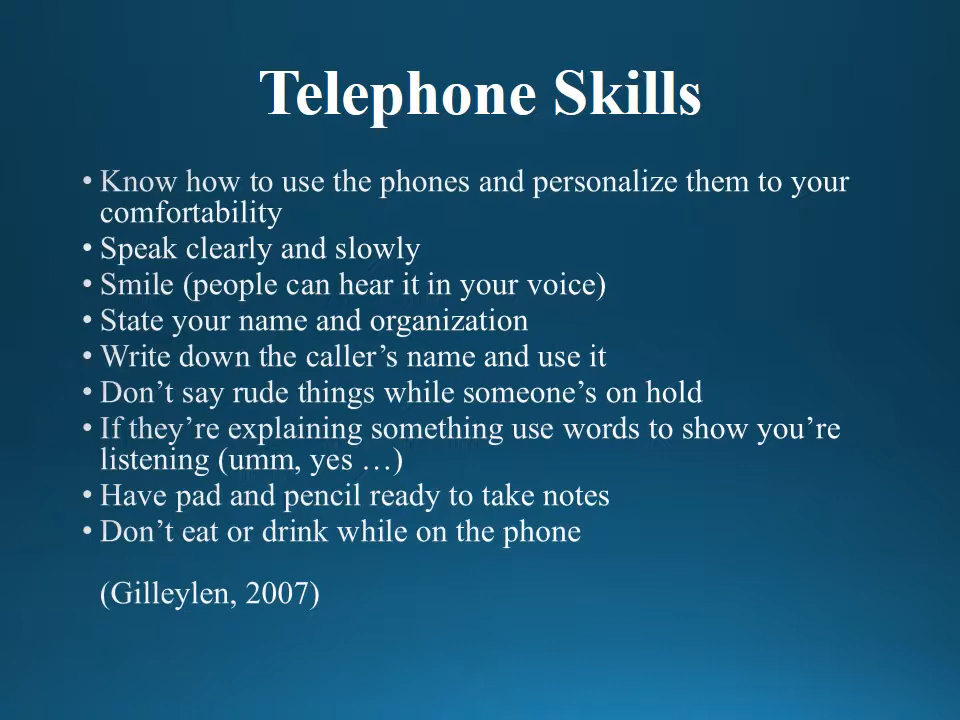 Telephone Skills
• Know how to use the phones and personalize them to your
comfortability
• Speak clearly and slowly
• Smile (people can hear it in your voice)
• State your name and organization
• Write down the caller’s name and use it
• Don’t say rude things while someone’s on hold
• If they’re explaining something use words to show you’re
listening (umm, yes …)
• Have pad and pencil ready to take notes
• Don’t eat or drink while on the phone
(Gilleylen, 2007)